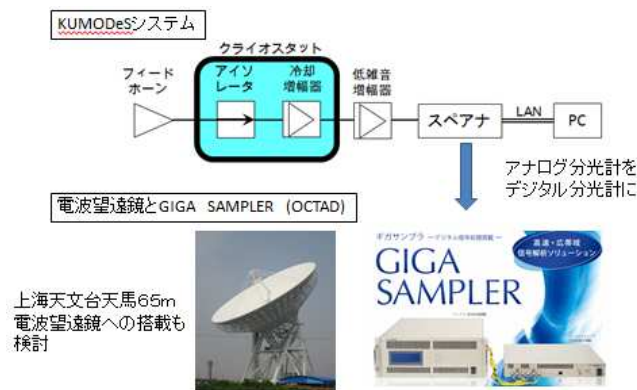 KUMODeSシステム
クライオスタット
フィード
ホーン
アイソ
レータ
冷却
増幅器
低雑音
増幅器
スペアナ
LAN
PC
アナログ分光計を
デジタル分光計に
電波望遠鏡とGIGA SAMPLER (OCTAD)
上海天文台天馬65m
電波望遠鏡への搭載も
検討
ギガサンプラ
高速・広帯域
信号解析ソリューション
GIGA
SAMPLER